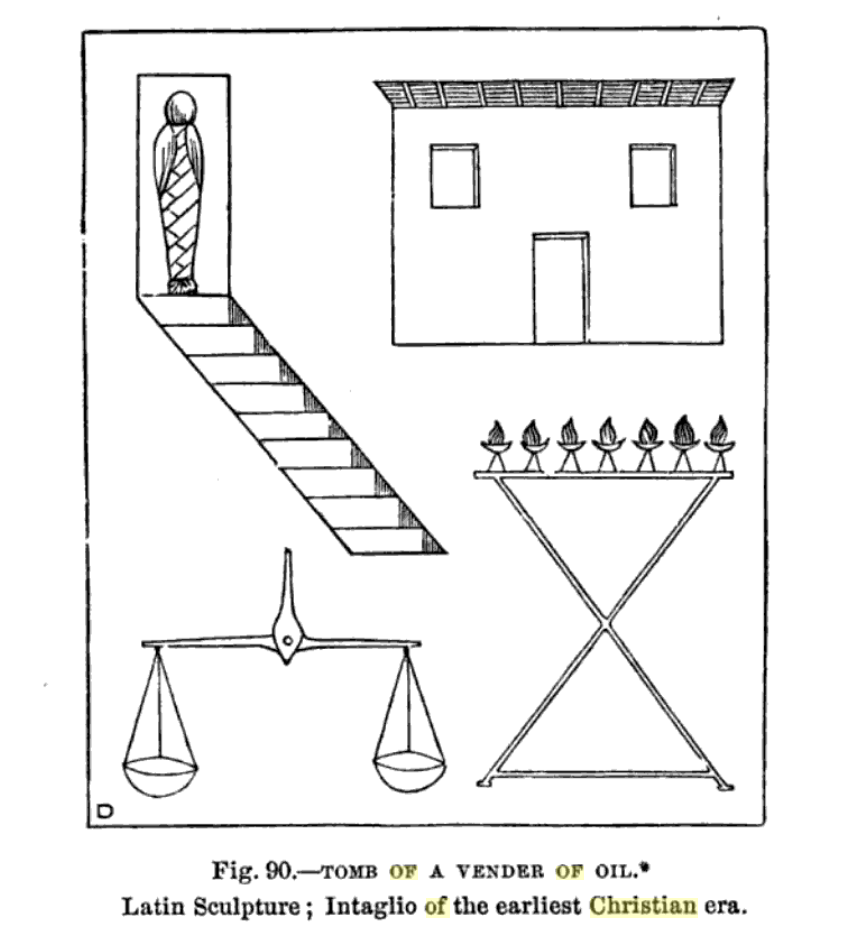 D
Fig. 90.—TOMB OF A VENDER OF OIL.*
Latin Sculpture; Intaglio of the earliest Christian era.